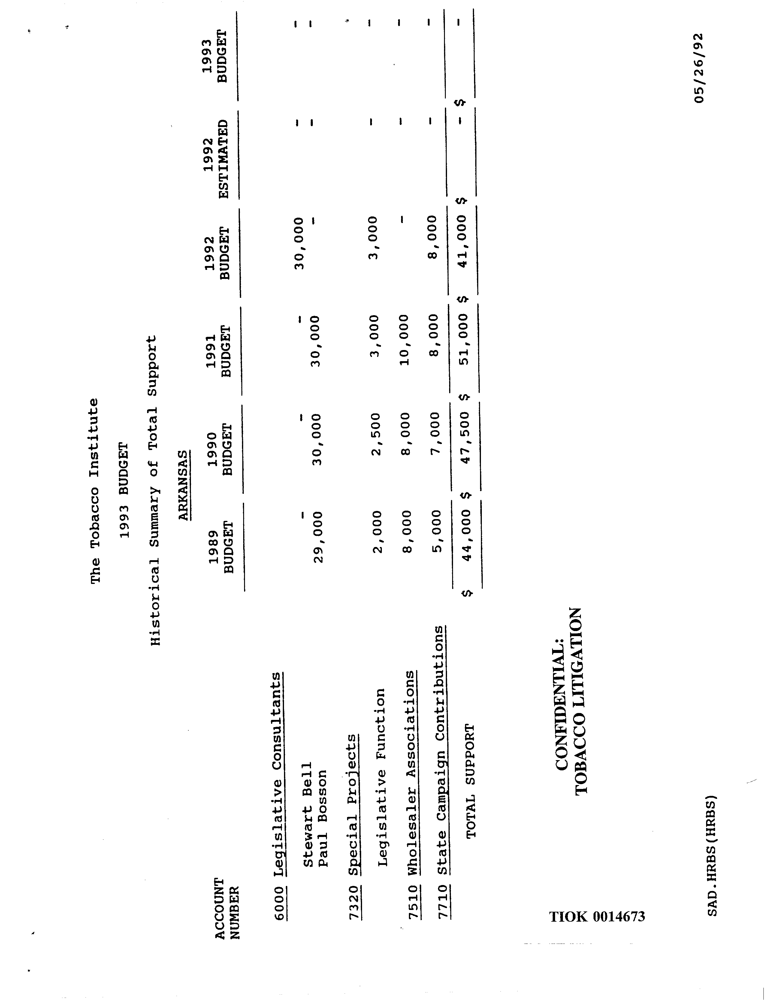 The Tobacco Institute
1993 BUDGET
Historical Summary of Total Support
ARKANSAS
ACCOUNT NUMBER 1989 BUDGET 1990 BUDGET 1991 BUDGET 1992 BUDGET 1992 ESTIMATED 1993 BUDGET
6000 Legislative Consultants
Stewart Bell - - - 30,000 - -
Paul Bosson 29,000 30,000 30,000 - - -
7320 Special Projects
Legislative Function 2,000 2,500 3,000 3,000 - -
7510 Wholesaler Associations 8,000 8,000 10,000 - - -
7710 State Campaign Contributions 5,000 7,000 8,000 8,000 - -
TOTAL SUPPORT $ 44,000 $ 47,500 $ 51,000 $ 41,000 $ - $ -
CONFIDENTIAL:
TOBACCO LITIGATION
TIOK 0014673
SAD.HRBS(HRBS) 05/26/92